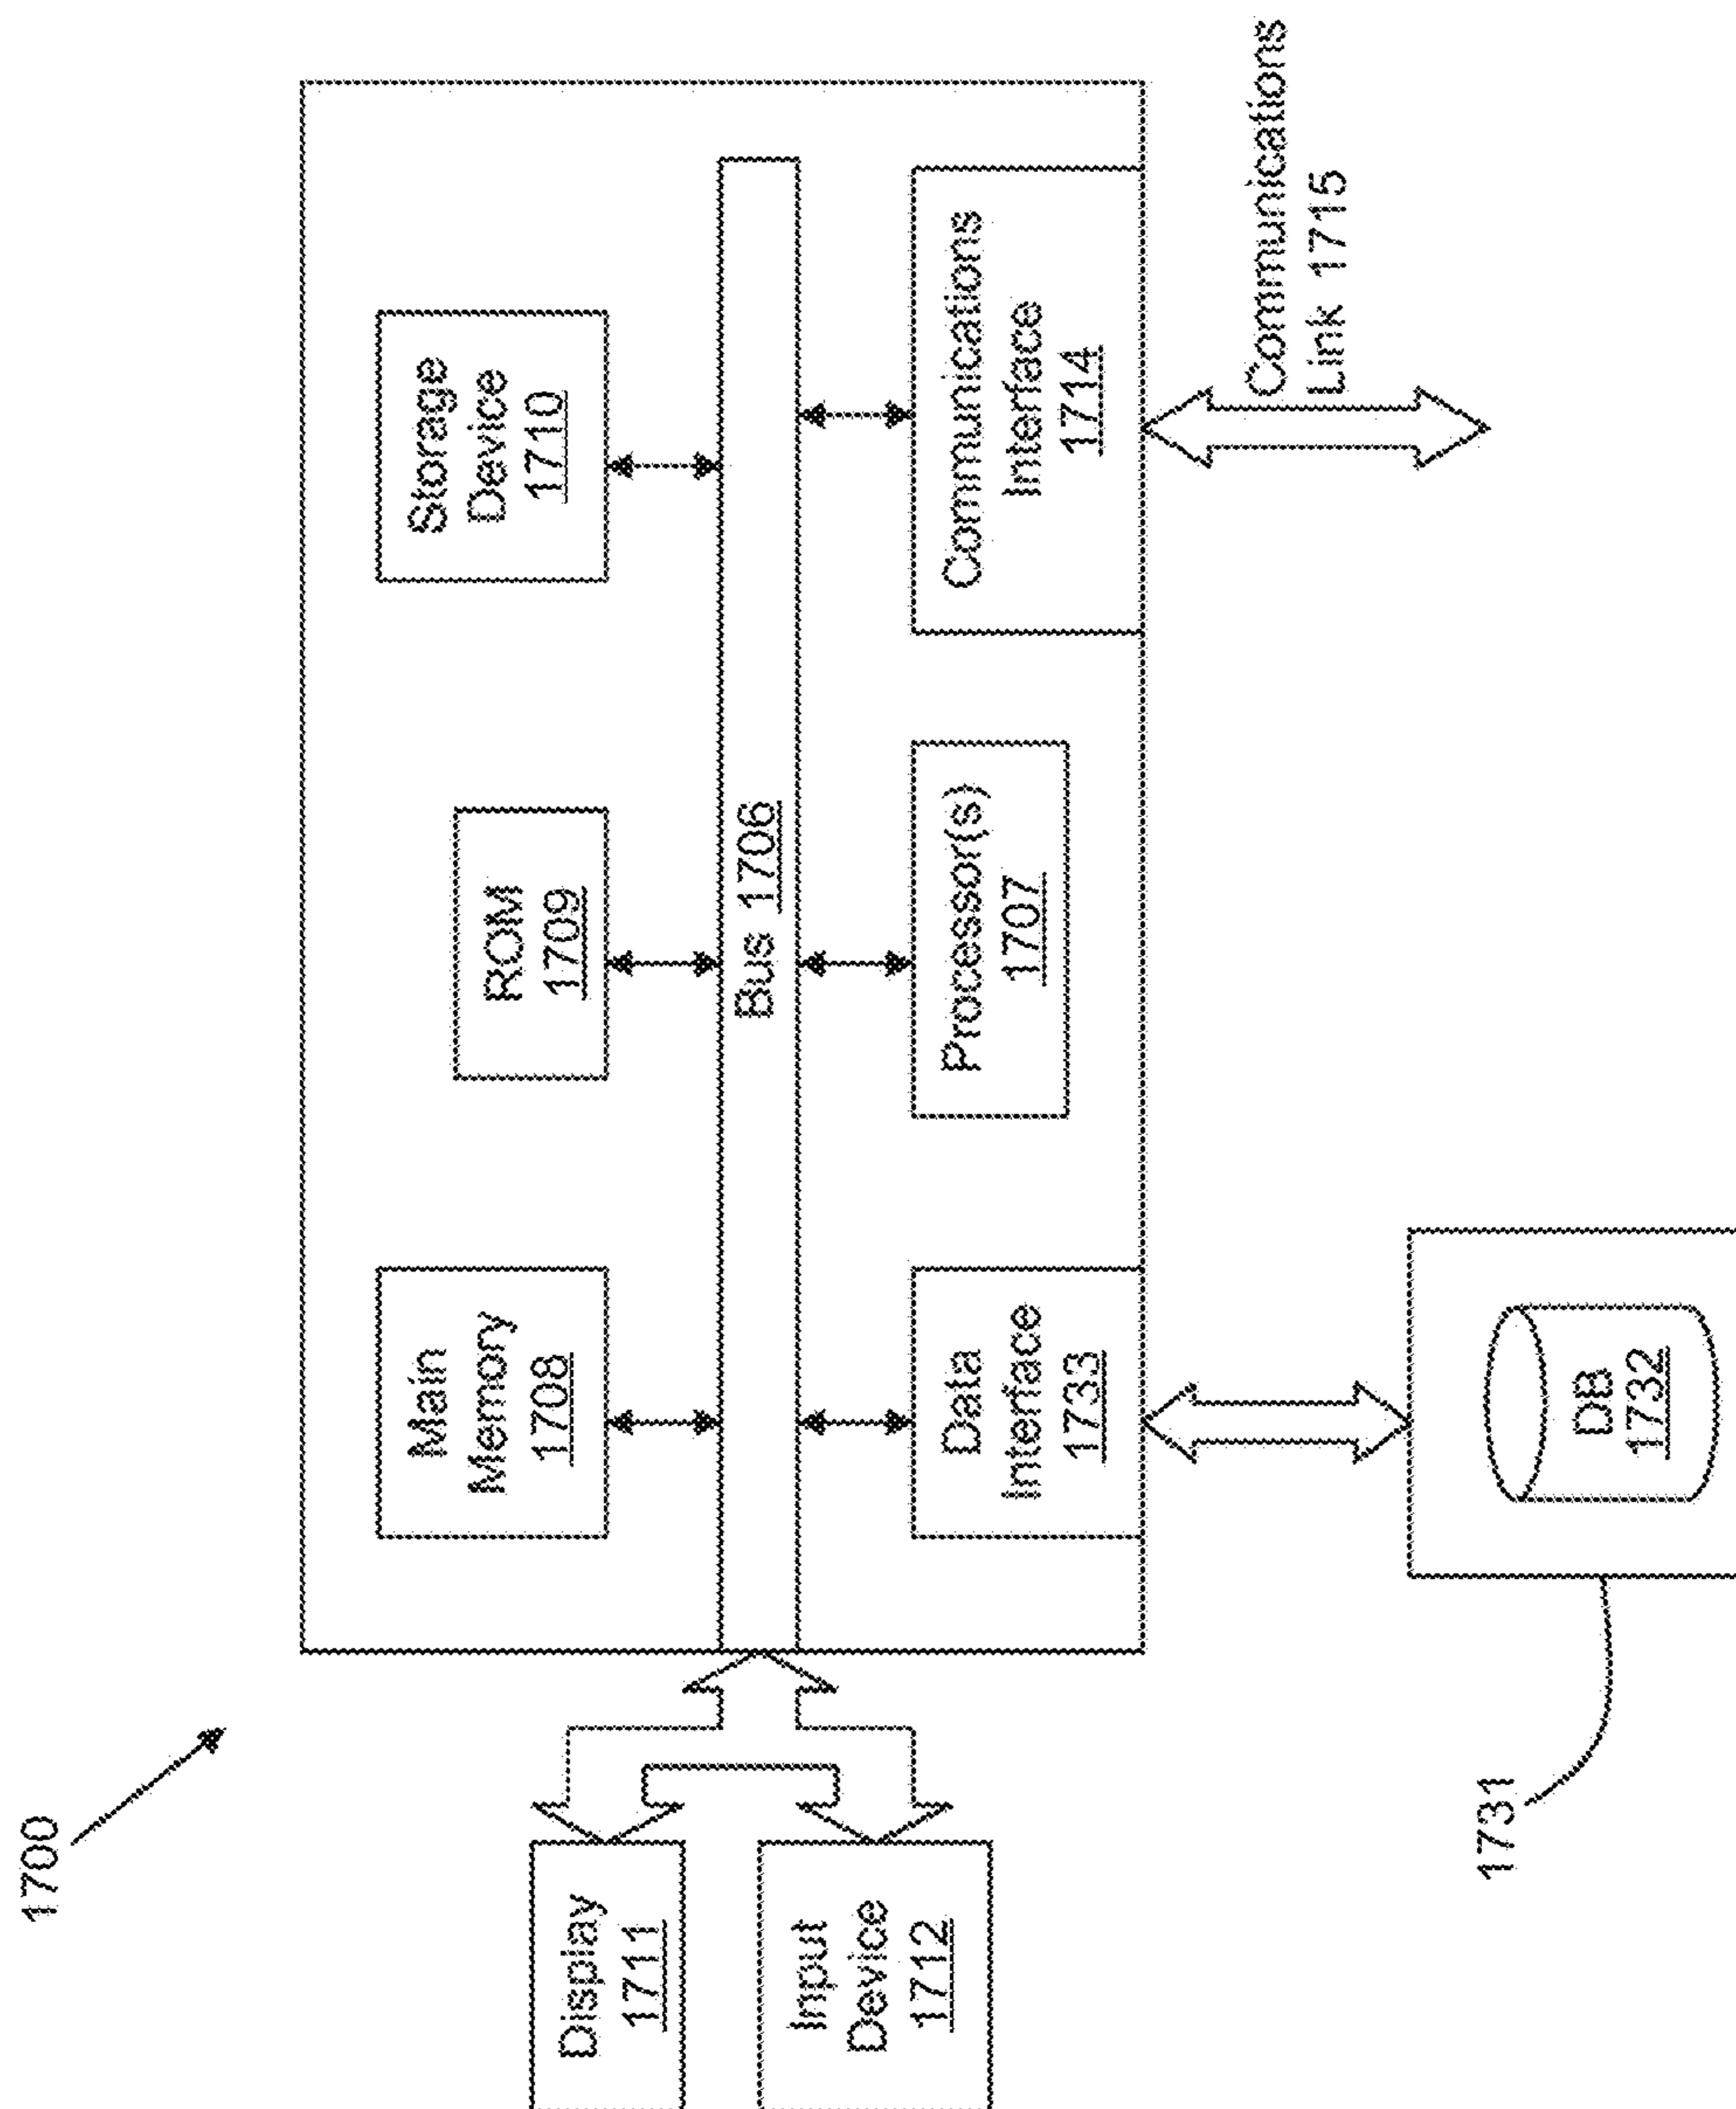 1700
Main
Memory
1708
ROM
1709
Storage
Device
1710
Display
1711
Bus 1706
Input
Device
1712
Data
Interface
1733
Processor(s)
1707
Communications
Interface
1714
Communications
Link 1715
1731
DB
1732